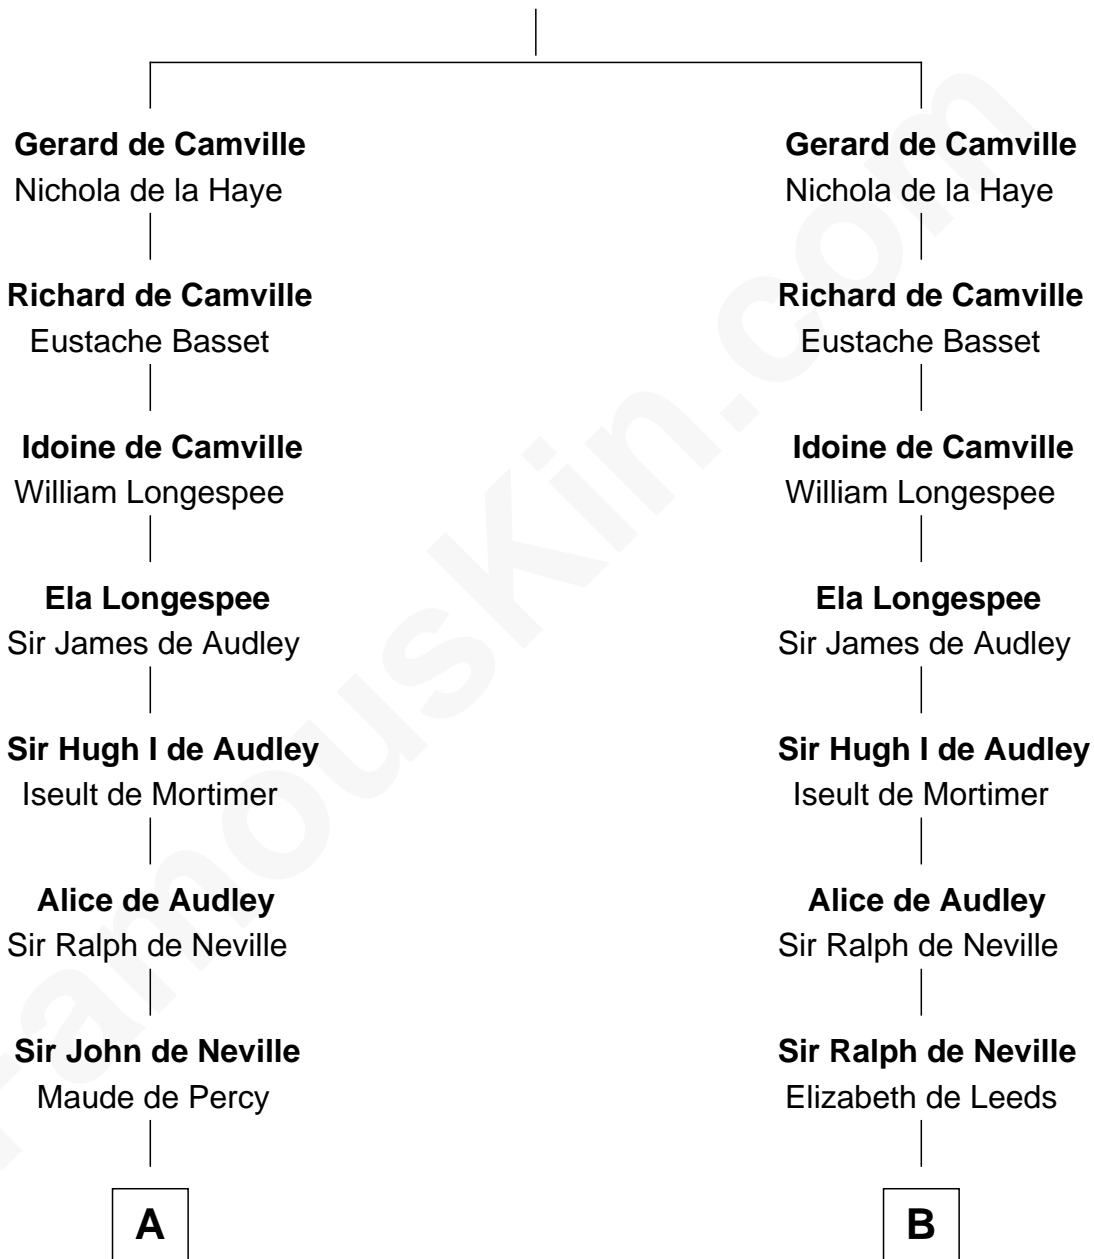 Gerard de Camville
Nichola de la Haye
Richard de Camville
Eustache Basset
Idoine de Camville
William Longespee
Ela Longespee
Sir James de Audley
Sir Hugh I de Audley
Iseult de Mortimer
Alice de Audley
Sir Ralph de Neville
Sir John de Neville
Maude de Percy
A
Gerard de Camville
Nichola de la Haye
Richard de Camville
Eustache Basset
Idoine de Camville
William Longespee
Ela Longespee
Sir James de Audley
Sir Hugh I de Audley
Iseult de Mortimer
Alice de Audley
Sir Ralph de Neville
Sir Ralph de Neville
Elizabeth de Leeds
B
FamousKin.com